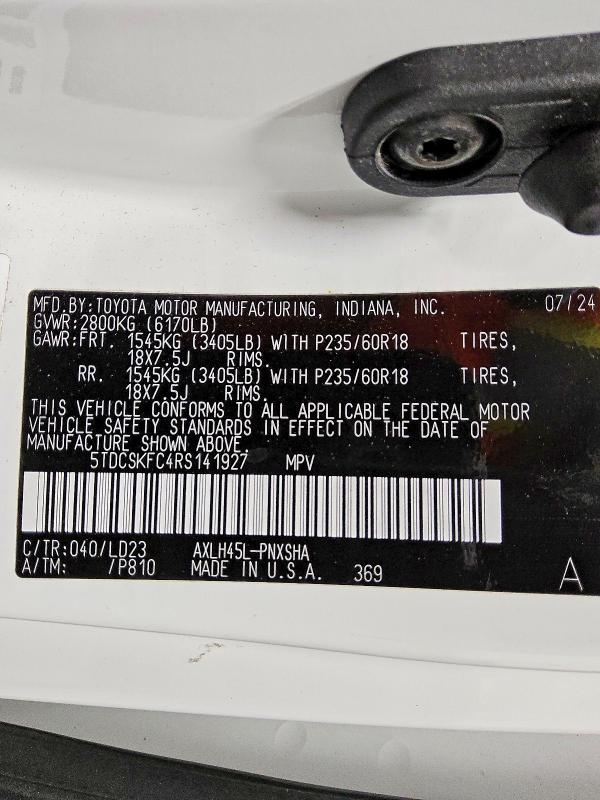 MFD.BY:TOYOTA MOTOR MANUFACTURING, INDIANA, INC. 07/24
GVWR:2800KG (6170LB)
GAWR:FRT. 1545KG (3405LB) WITH P235/60R18 TIRES,
18X7.5J RIMS.
RR. 1545KG (3405LB) WITH P235/60R18 TIRES,
18X7.5J RIMS.
THIS VEHICLE CONFORMS TO ALL APPLICABLE FEDERAL MOTOR
VEHICLE SAFETY STANDARDS IN EFFECT ON THE DATE OF
MANUFACTURE SHOWN ABOVE.
5TDCSKFC4RS141927 MPV
C/TR:040/LD23 AXLH45L-PNXSHA
A/TM: /P810 MADE IN U.S.A. 369 A